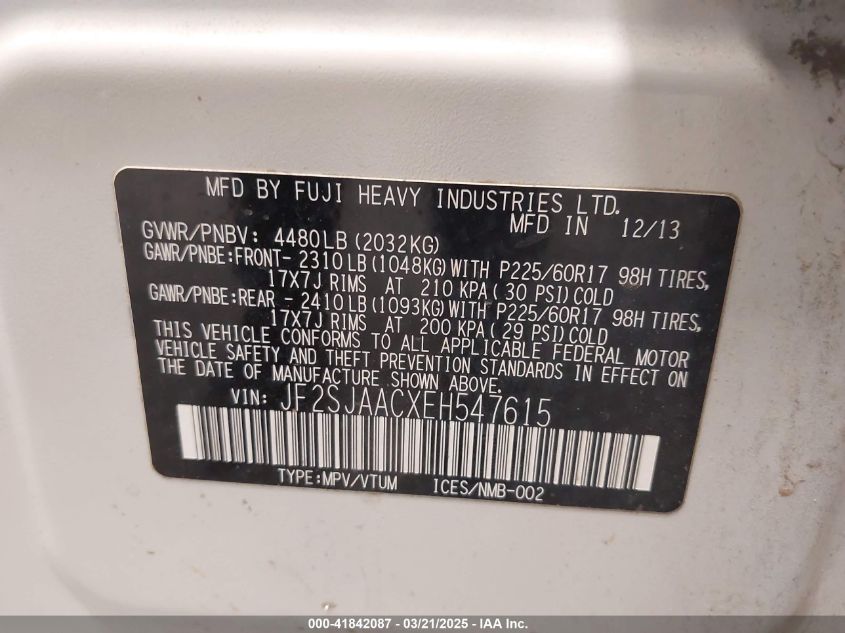 MFD BY FUJI HEAVY INDUSTRIES LTD.
MFD IN 12/13
GVWR/PNBV: 4480LB (2032KG)
GAWR/PNBE:FRONT- 2310LB (1048KG) WITH P225/60R17 98H TIRES,
17X7J RIMS AT 210 KPA( 30 PSI) COLD
GAWR/PNBE:REAR - 2410LB (1093KG) WITH P225/60R17 98H TIRES,
17X7J RIMS AT 200 KPA( 29 PSI) COLD
THIS VEHICLE CONFORMS TO ALL APPLICABLE FEDERAL MOTOR
VEHICLE SAFETY AND THEFT PREVENTION STANDARDS IN EFFECT ON
THE DATE OF MANUFACTURE SHOWN ABOVE.
VIN: JF2SJAACXEH547615
TYPE:MPV/VTUM ICES/NMB-002
000-41842087 - 03/21/2025 - IAA Inc.